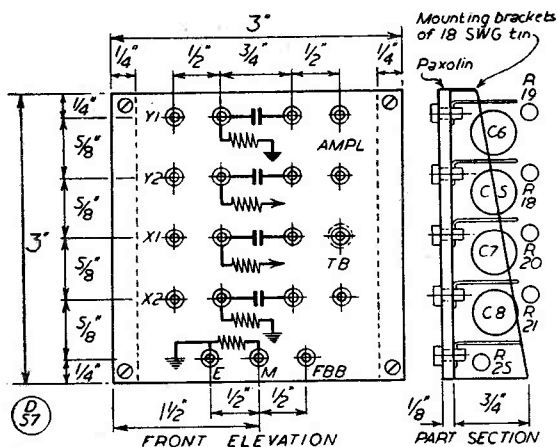 3"
1/4"
1/2"
3/4"
1/2"
1/4"
Mounting brackets
of 18 SWG tin
Paxolin
1/4"
5/8"
5/8"
5/8"
5/8"
1/4"
3"
Y1
AMPL
Y2
X1
TB
X2
E
M
FBB
1/2"
1/2"
1 1/2"
D
57
FRONT ELEVATION
R
19
C6
C5
R
18
C7
R
20
C8
R
21
R
25
1/8"
3/4"
PART SECTION